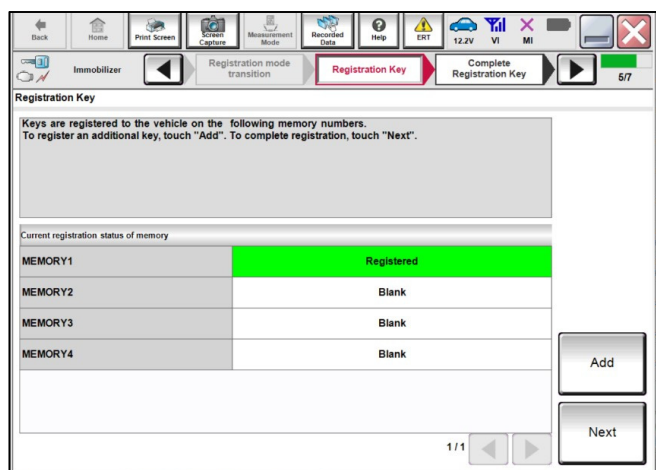 Back
Home
Print Screen
Screen Capture
Measurement Mode
Recorded Data
Help
ERT
12.2V
VI
MI
Immobilizer
Registration mode transition
Registration Key
Complete Registration Key
5/7
Registration Key
Keys are registered to the vehicle on the following memory numbers.
To register an additional key, touch "Add". To complete registration, touch "Next".
Current registration status of memory
MEMORY1 Registered
MEMORY2 Blank
MEMORY3 Blank
MEMORY4 Blank
Add
Next
1/1